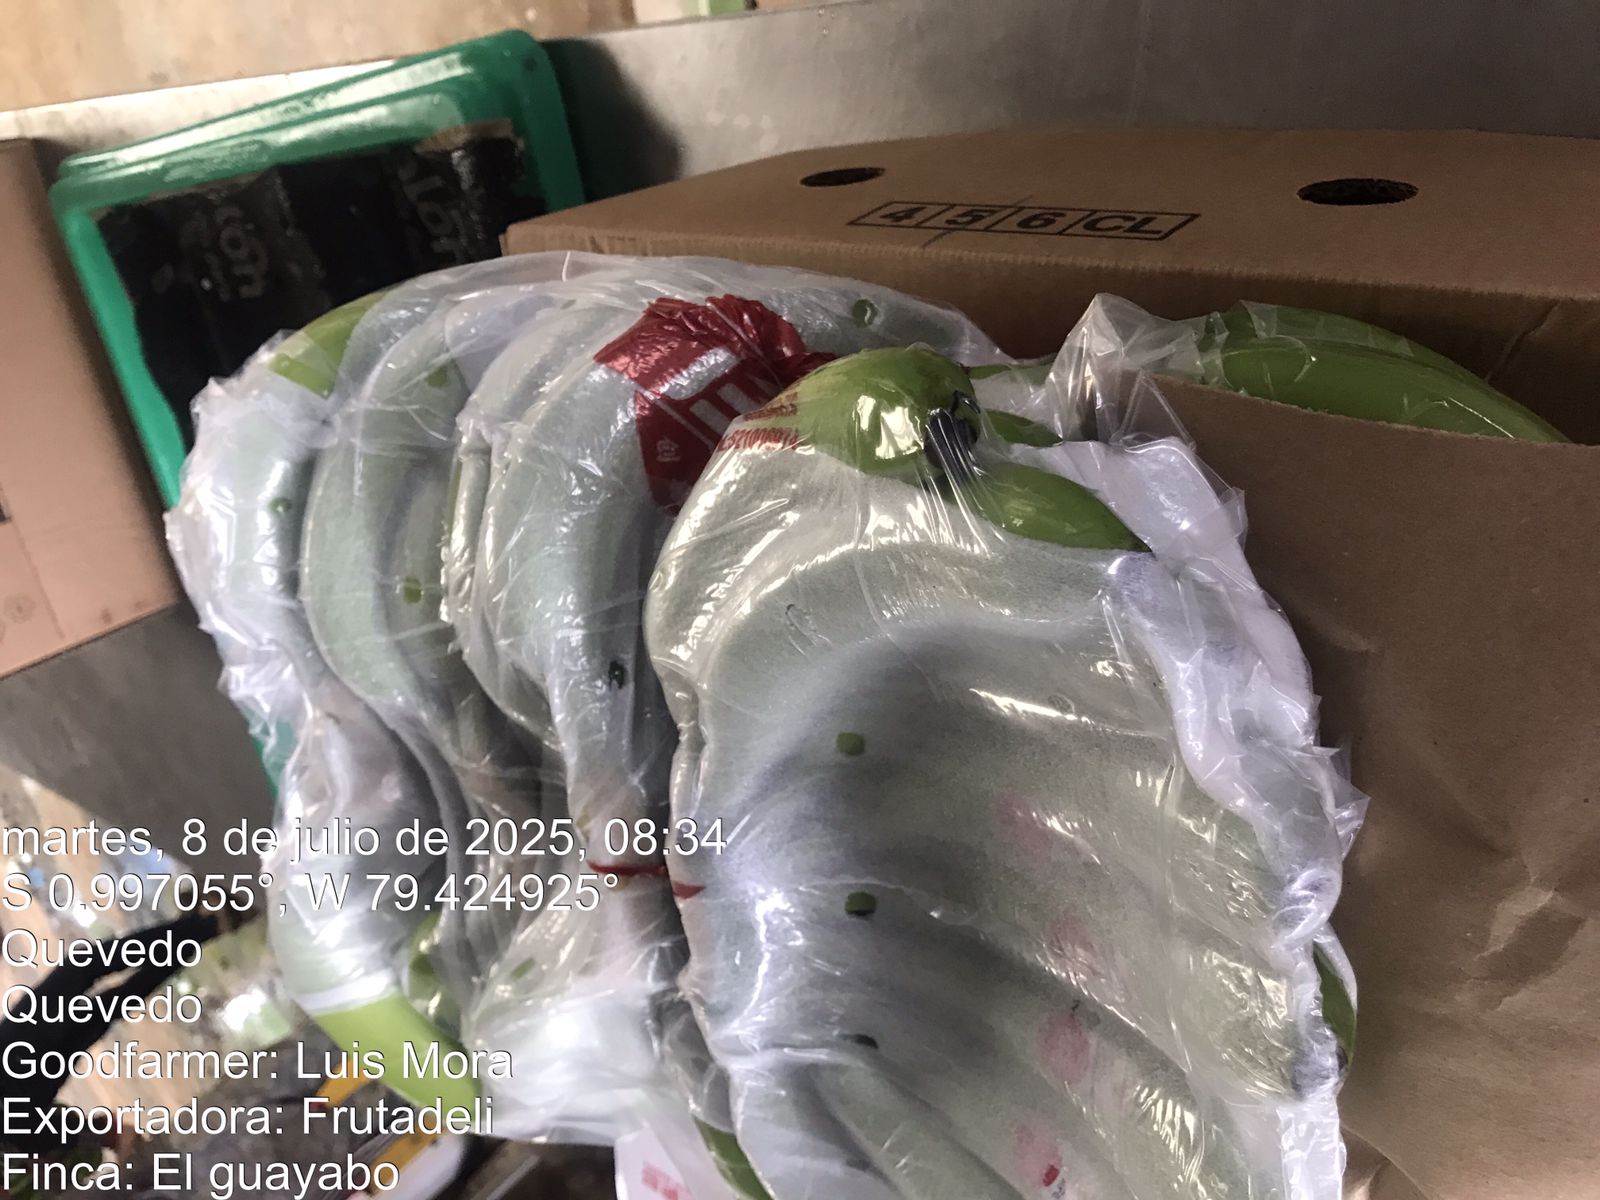 4 5 6 CL
martes, 8 de julio de 2025, 08:34
S 0.997055°, W 79.424925°
Quevedo
Quevedo
Goodfarmer: Luis Mora
Exportadora: Frutadeli
Finca: El guayabo